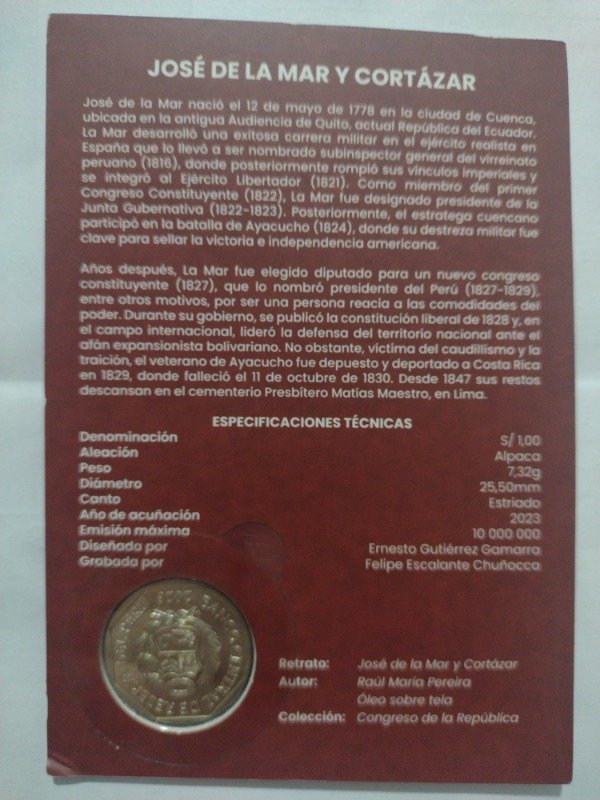 JOSÉ DE LA MAR Y CORTÁZAR
José de la Mar nació el 12 de mayo de 1778 en la ciudad de Cuenca,
ubicada en la antigua Audiencia de Quito, actual República del Ecuador.
La Mar desarrolló una exitosa carrera militar en el ejército realista en
España que lo llevó a ser nombrado subinspector general del virreinato
peruano (1816), donde posteriormente rompió sus vínculos imperiales y
se integró al Ejército Libertador (1821). Como miembro del primer
Congreso Constituyente (1822), La Mar fue designado presidente de la
Junta Gubernativa (1822-1823). Posteriormente, el estratega cuencano
participó en la batalla de Ayacucho (1824), donde su destreza militar fue
clave para sellar la victoria e independencia americana.
Años después, La Mar fue elegido diputado para un nuevo congreso
constituyente (1827), que lo nombró presidente del Perú (1827-1829),
entre otros motivos, por ser una persona reacia a las comodidades del
poder. Durante su gobierno, se publicó la constitución liberal de 1828 y, en
el campo internacional, lideró la defensa del territorio nacional ante el
afán expansionista bolivariano. No obstante, víctima del caudillismo y la
traición, el veterano de Ayacucho fue depuesto y deportado a Costa Rica
en 1829, donde falleció el 11 de octubre de 1830. Desde 1847 sus restos
descansan en el cementerio Presbítero Matías Maestro, en Lima.
ESPECIFICACIONES TÉCNICAS
Denominación S/ 1,00
Aleación Alpaca
Peso 7,32g
Diámetro 25,50mm
Canto Estriado
Año de acuñación 2023
Emisión máxima 10 000 000
Diseñada por Ernesto Gutiérrez Gamarra
Grabada por Felipe Escalante Chuñocca
Retrato: José de la Mar y Cortázar
Autor: Raúl María Pereira
Óleo sobre tela
Colección: Congreso de la República
2023 BANCO CENTRAL DE RESERVA DEL PERÚ